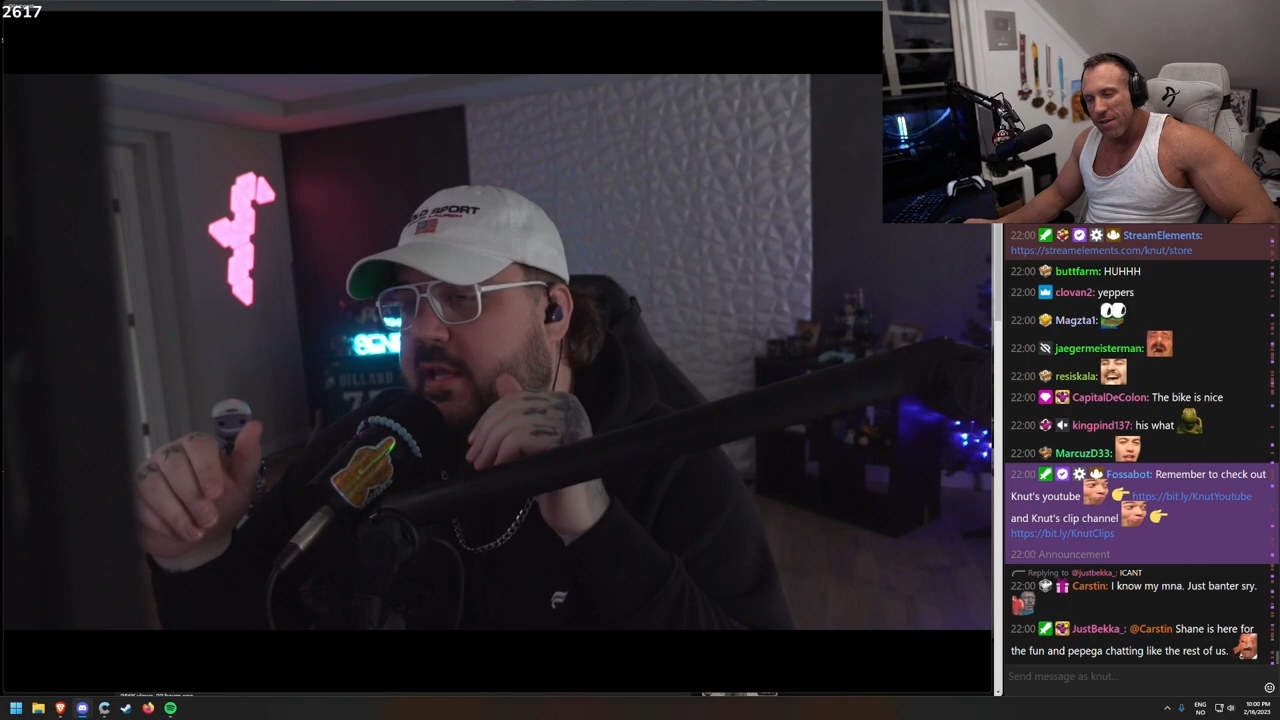 2617
22:00 StreamElements:
https://streamelements.com/knut/store
22:00 buttfarm: HUHHH
22:00 clovan2: yeppers
22:00 Magzta1:
22:00 jaegermeisterman:
22:00 resiskala:
22:00 CapitalDeColon: The bike is nice
22:00 kingpind137: his what
22:00 MarcuzD33:
22:00 Fossabot: Remember to check out
Knut's youtube https://bit.ly/KnutYoutube
and Knut's clip channel
https://bit.ly/KnutClips
22:00 Announcement
Replying to @justbekka_: ICANT
22:00 Carstin: I know my mna. Just banter sry.
22:00 JustBekka_: @Carstin Shane is here for
the fun and pepega chatting like the rest of us.
Send message as knut...
SPORT
DILLARD
ENG
NO
10:00 PM
2/16/2023